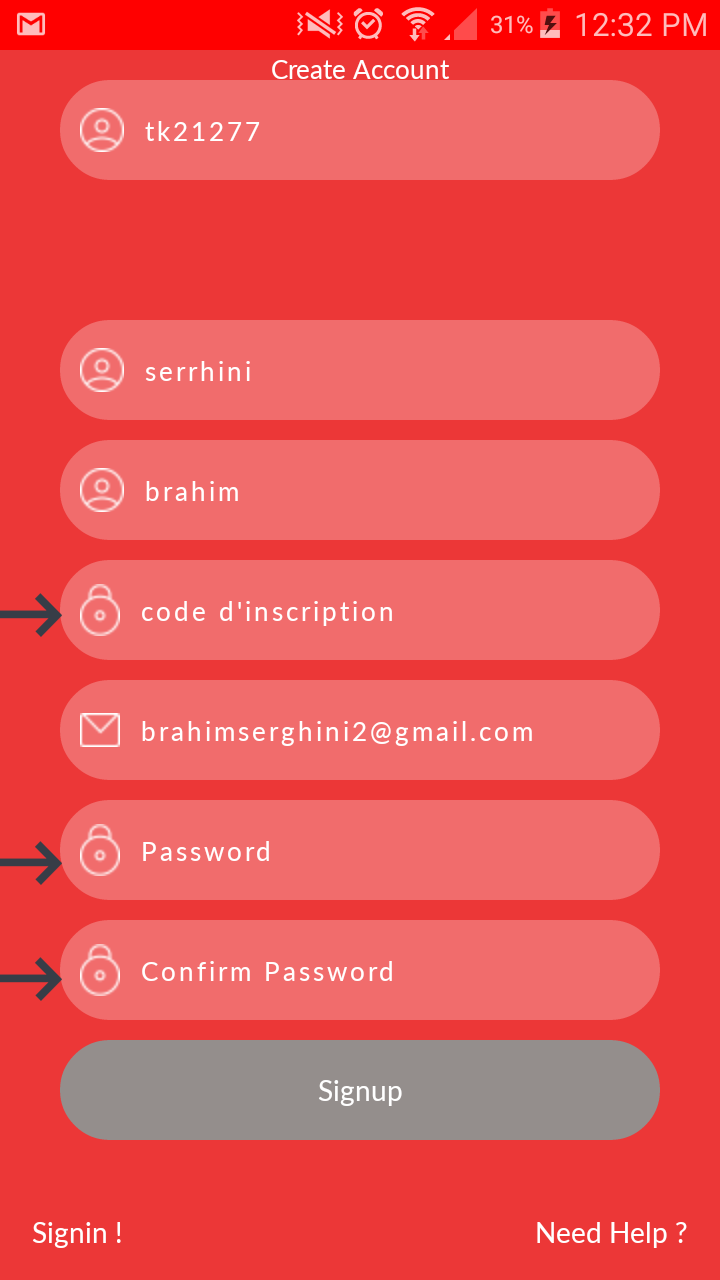 31% 12:32 PM
Create Account
tk21277
serrhini
brahim
code d'inscription
brahimserghini2@gmail.com
Password
Confirm Password
Signup
Signin ! Need Help ?